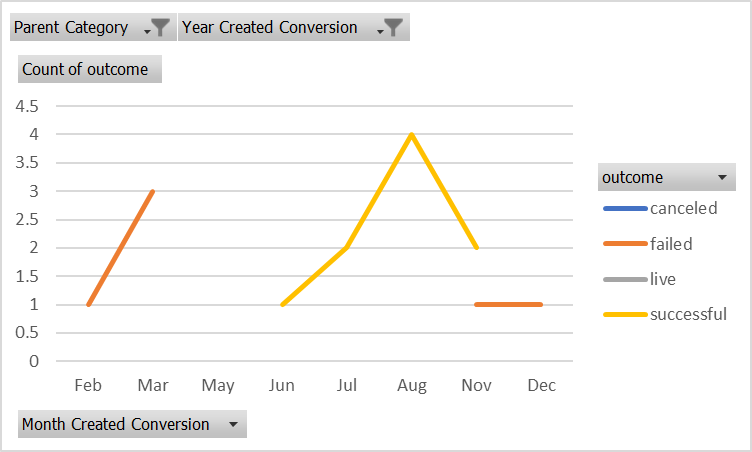 Parent Category Year Created Conversion
Count of outcome
4.5
4
3.5
3
2.5
2
1.5
1
0.5
0
Feb Mar May Jun Jul Aug Nov Dec
outcome
canceled
failed
live
successful
Month Created Conversion